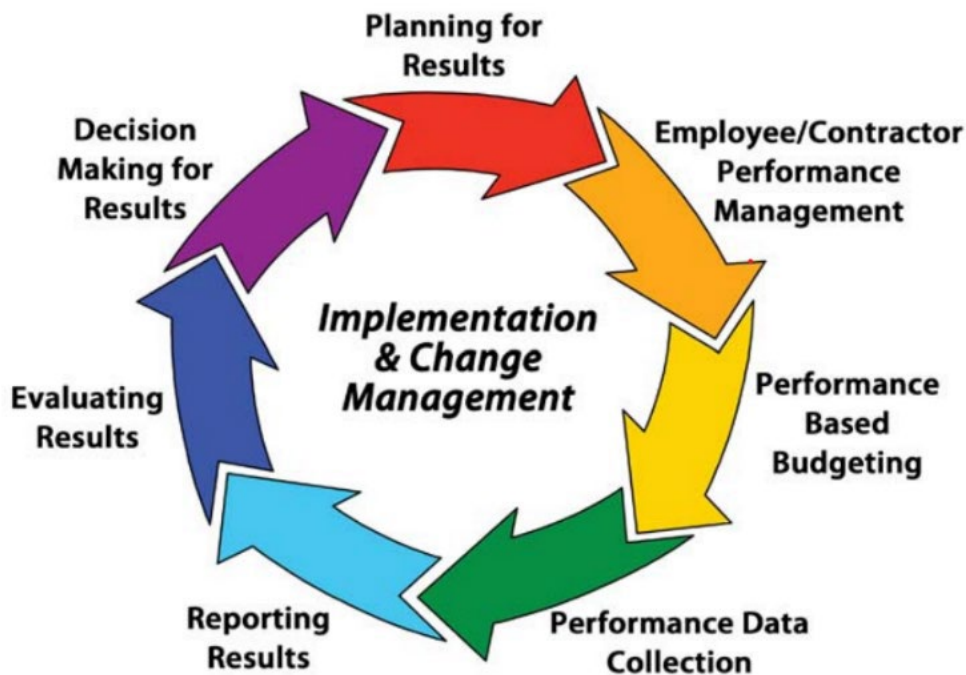 Planning for
Results
Employee/Contractor
Performance
Management
Performance
Based
Budgeting
Performance Data
Collection
Reporting
Results
Evaluating
Results
Decision
Making for
Results
Implementation
& Change
Management